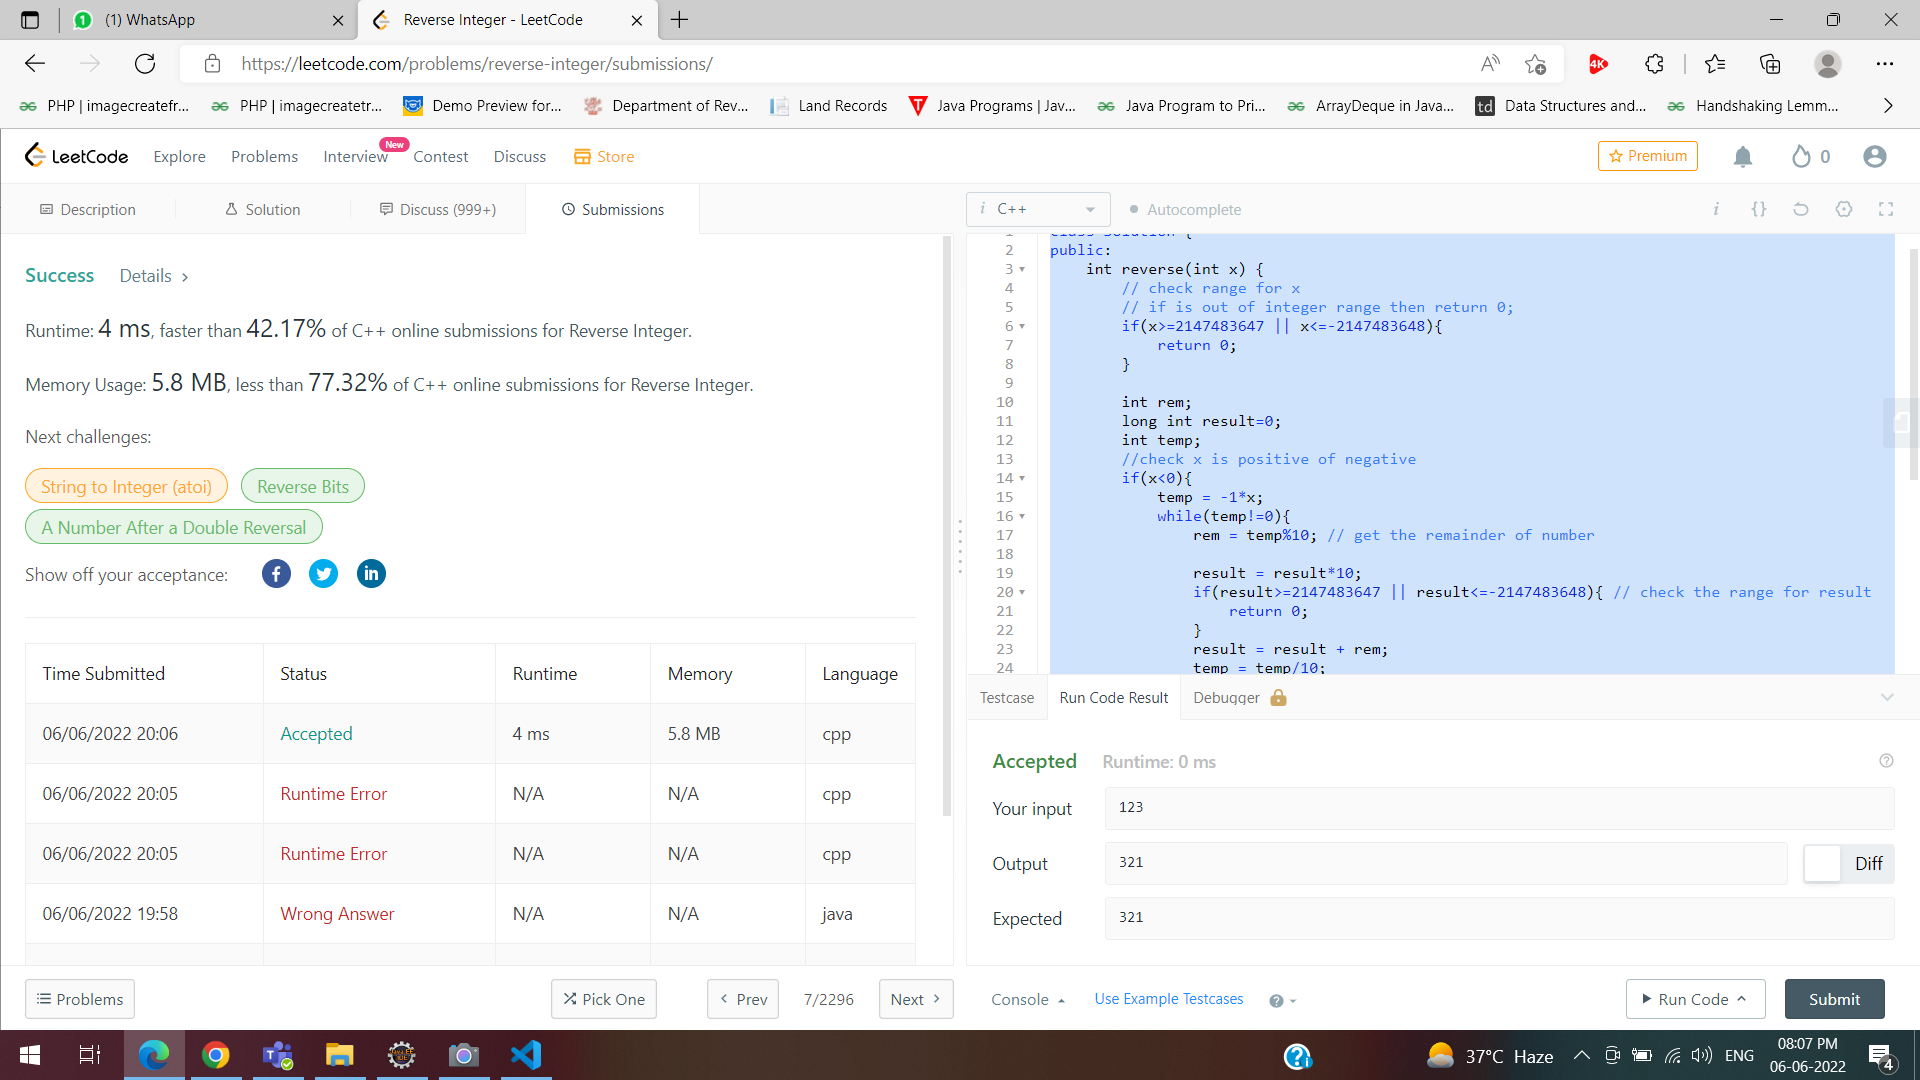 (1) WhatsApp
Reverse Integer - LeetCode
https://leetcode.com/problems/reverse-integer/submissions/
4K
PHP | imagecreatefr...
PHP | imagecreatetr...
Demo Preview for...
Department of Rev...
Land Records
Java Programs | Jav...
Java Program to Pri...
ArrayDeque in Java...
td Data Structures and...
Handshaking Lemm...
LeetCode
Explore
Problems
Interview
New
Contest
Discuss
Store
Premium
0
Description
Solution
Discuss (999+)
Submissions
i C++
Autocomplete
Success
Details >
Runtime: 4 ms, faster than 42.17% of C++ online submissions for Reverse Integer.
Memory Usage: 5.8 MB, less than 77.32% of C++ online submissions for Reverse Integer.
Next challenges:
String to Integer (atoi)
Reverse Bits
A Number After a Double Reversal
Show off your acceptance:
Time Submitted Status Runtime Memory Language
06/06/2022 20:06 Accepted 4 ms 5.8 MB cpp
06/06/2022 20:05 Runtime Error N/A N/A cpp
06/06/2022 20:05 Runtime Error N/A N/A cpp
06/06/2022 19:58 Wrong Answer N/A N/A java
Problems
Pick One
< Prev
7/2296
Next >
2 public:
3 int reverse(int x) {
4 // check range for x
5 // if is out of integer range then return 0;
6 if(x>=2147483647 || x<=-2147483648){
7 return 0;
8 }
9
10 int rem;
11 long int result=0;
12 int temp;
13 //check x is positive of negative
14 if(x<0){
15 temp = -1*x;
16 while(temp!=0){
17 rem = temp%10; // get the remainder of number
18
19 result = result*10;
20 if(result>=2147483647 || result<=-2147483648){ // check the range for result
21 return 0;
22 }
23 result = result + rem;
24 temp = temp/10;
Testcase
Run Code Result
Debugger
Accepted
Runtime: 0 ms
Your input
123
Output
321
Diff
Expected
321
Console
Use Example Testcases
Run Code
Submit
37°C Haze
ENG
08:07 PM
06-06-2022
4